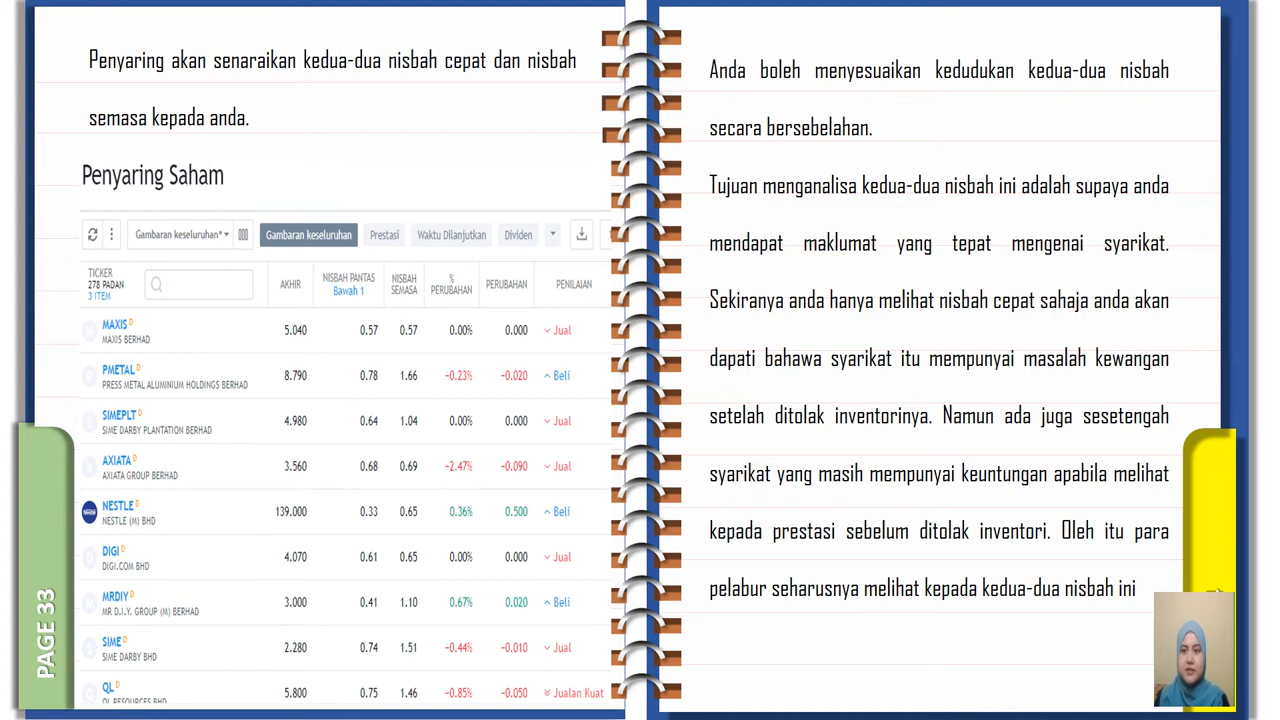 Penyaring akan senaraikan kedua-dua nisbah cepat dan nisbah
semasa kepada anda.
Penyaring Saham
Gambaran keseluruhan* Gambaran keseluruhan Prestasi Waktu Dilanjutkan Dividen
TICKER
278 PADAN
3 ITEM
AKHIR
NISBAH PANTAS
Bawah 1
NISBAH
SEMASA
%
PERUBAHAN
PERUBAHAN
PENILAIAN
MAXIS D 5.040 0.57 0.57 0.00% 0.000 Jual
MAXIS BERHAD
PMETAL D 8.790 0.78 1.66 −0.23% −0.020 Beli
PRESS METAL ALUMINIUM HOLDINGS BERHAD
SIMEPLT D 4.980 0.64 1.04 0.00% 0.000 Jual
SIME DARBY PLANTATION BERHAD
AXIATA D 3.560 0.68 0.69 −2.47% −0.090 Jual
AXIATA GROUP BERHAD
NESTLE D 139.000 0.33 0.65 0.36% 0.500 Beli
NESTLE (M) BHD
DIGI D 4.070 0.61 0.65 0.00% 0.000 Jual
DIGI.COM BHD
MRDIY D 3.000 0.41 1.10 0.67% 0.020 Beli
MR D.I.Y. GROUP (M) BERHAD
SIME D 2.280 0.74 1.51 −0.44% −0.010 Jual
SIME DARBY BHD
QL D 5.800 0.75 1.46 −0.85% −0.050 Jualan Kuat
QL RESOURCES BHD
PAGE 33
Anda boleh menyesuaikan kedudukan kedua-dua nisbah
secara bersebelahan.
Tujuan menganalisa kedua-dua nisbah ini adalah supaya anda
mendapat maklumat yang tepat mengenai syarikat.
Sekiranya anda hanya melihat nisbah cepat sahaja anda akan
dapati bahawa syarikat itu mempunyai masalah kewangan
setelah ditolak inventorinya. Namun ada juga sesetengah
syarikat yang masih mempunyai keuntungan apabila melihat
kepada prestasi sebelum ditolak inventori. Oleh itu para
pelabur seharusnya melihat kepada kedua-dua nisbah ini